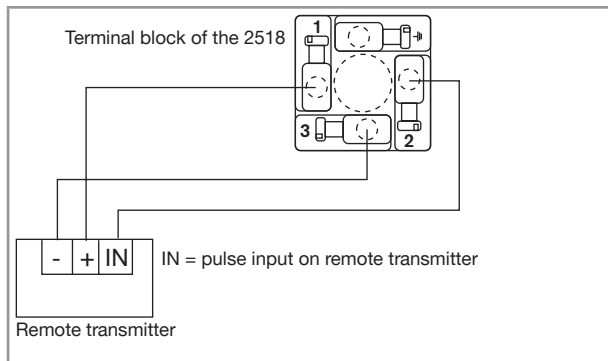 Terminal block of the 2518
1
2
3
- + IN
IN = pulse input on remote transmitter
Remote transmitter